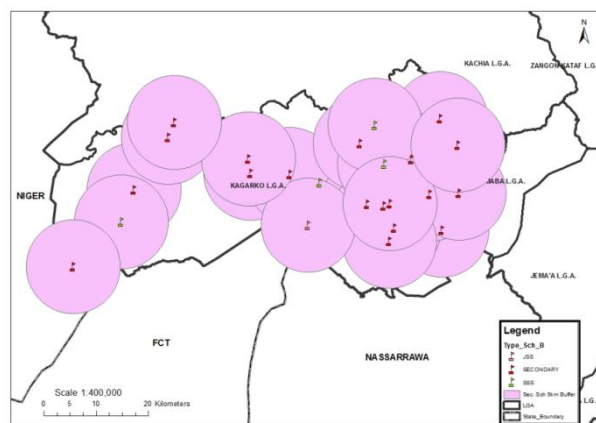 N
KACHIA L.G.A.
ZANGON KATAF L.G.A.
KAGARKO L.G.A.
JABA L.G.A.
NIGER
JEMA'A L.G.A.
FCT
NASSARRAWA
Scale 1:400,000
0 5 10 20 Kilometers
Legend
Type_Sch_B
JSS
SECONDARY
SSS
Sec. Sch 5km Buffer
LGA
State_Boundary
L.G.A.